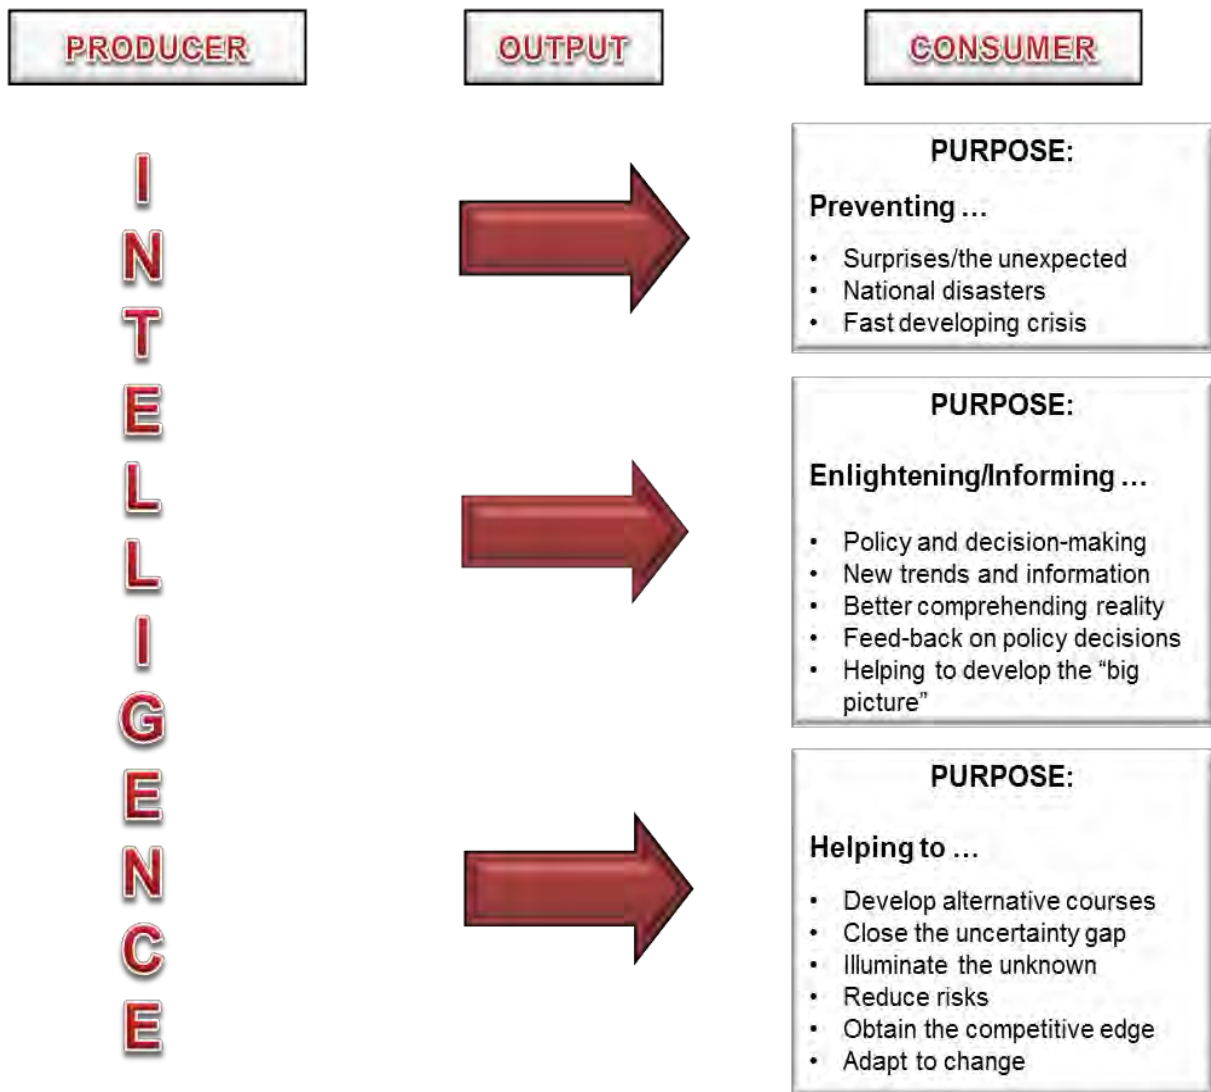 PRODUCER
OUTPUT
CONSUMER
I
N
T
E
L
L
I
G
E
N
C
E
PURPOSE:
Preventing …
• Surprises/the unexpected
• National disasters
• Fast developing crisis
PURPOSE:
Enlightening/Informing …
• Policy and decision-making
• New trends and information
• Better comprehending reality
• Feed-back on policy decisions
• Helping to develop the “big
picture”
PURPOSE:
Helping to …
• Develop alternative courses
• Close the uncertainty gap
• Illuminate the unknown
• Reduce risks
• Obtain the competitive edge
• Adapt to change